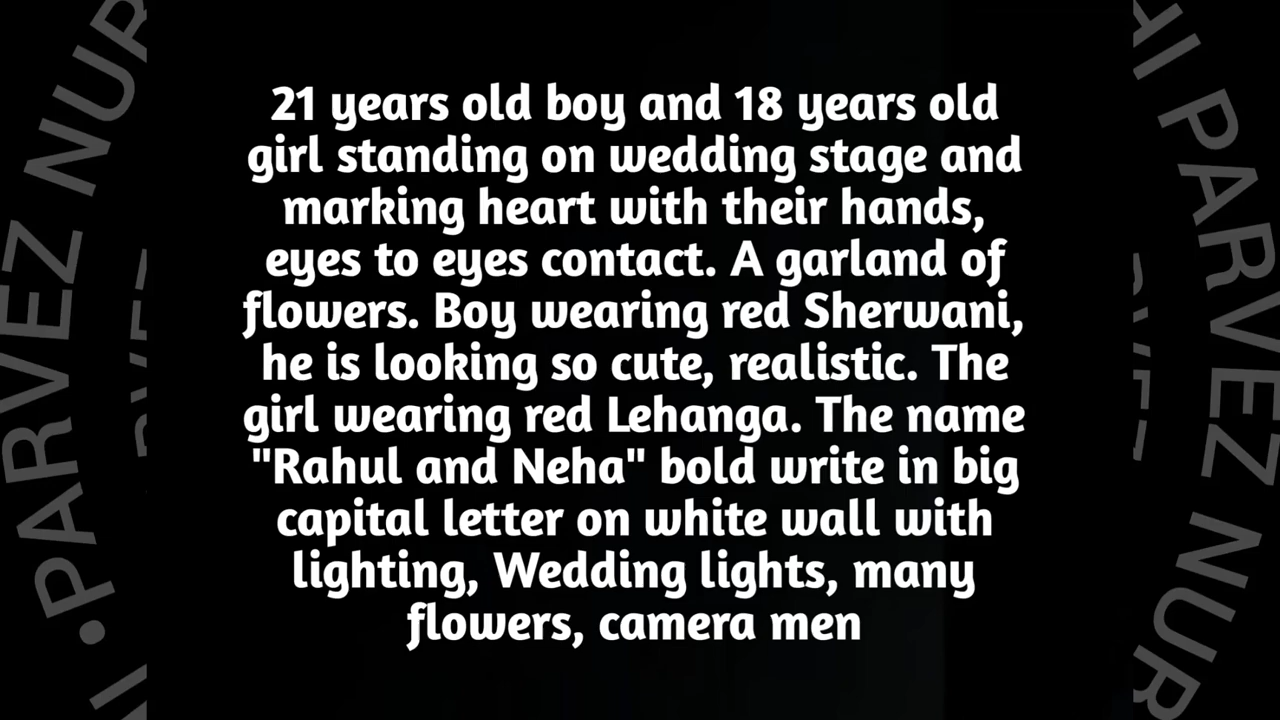 21 years old boy and 18 years old
girl standing on wedding stage and
marking heart with their hands,
eyes to eyes contact. A garland of
flowers. Boy wearing red Sherwani,
he is looking so cute, realistic. The
girl wearing red Lehanga. The name
"Rahul and Neha" bold write in big
capital letter on white wall with
lighting, Wedding lights, many
flowers, camera men
PARVEZ NUR
HI PARVEZ NUR